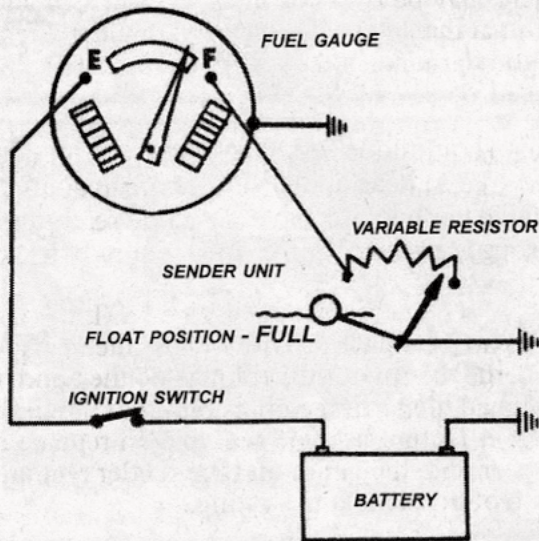 FUEL GAUGE
E F
VARIABLE RESISTOR
SENDER UNIT
FLOAT POSITION - FULL
IGNITION SWITCH
BATTERY